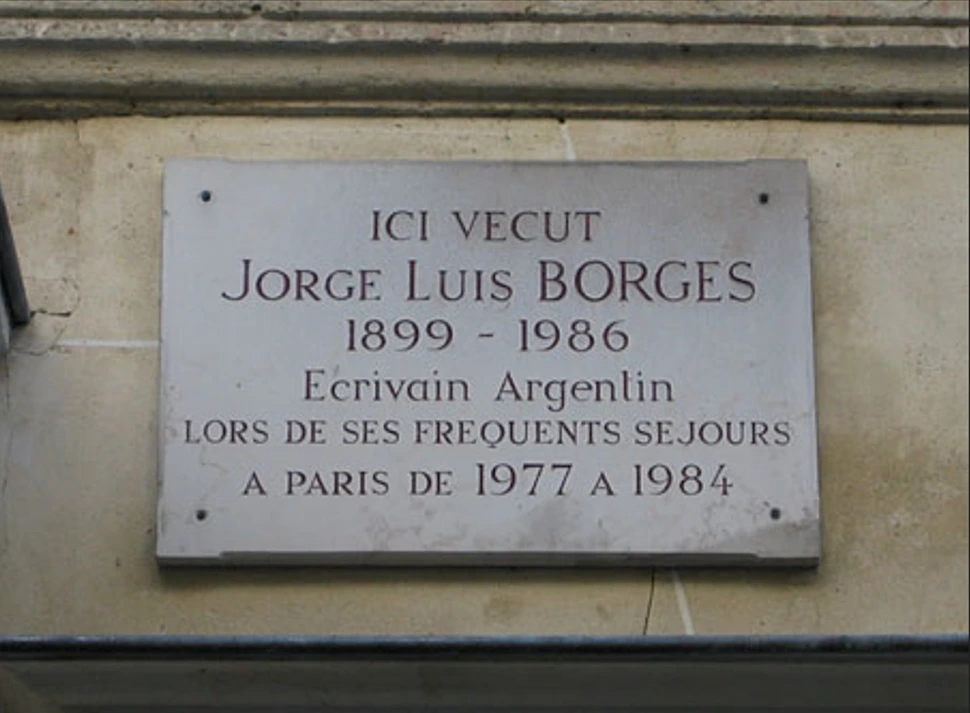 ICI VECUT
JORGE LUIS BORGES
1899 - 1986
Ecrivain Argentin
LORS DE SES FREQUENTS SEJOURS
A PARIS DE 1977 A 1984